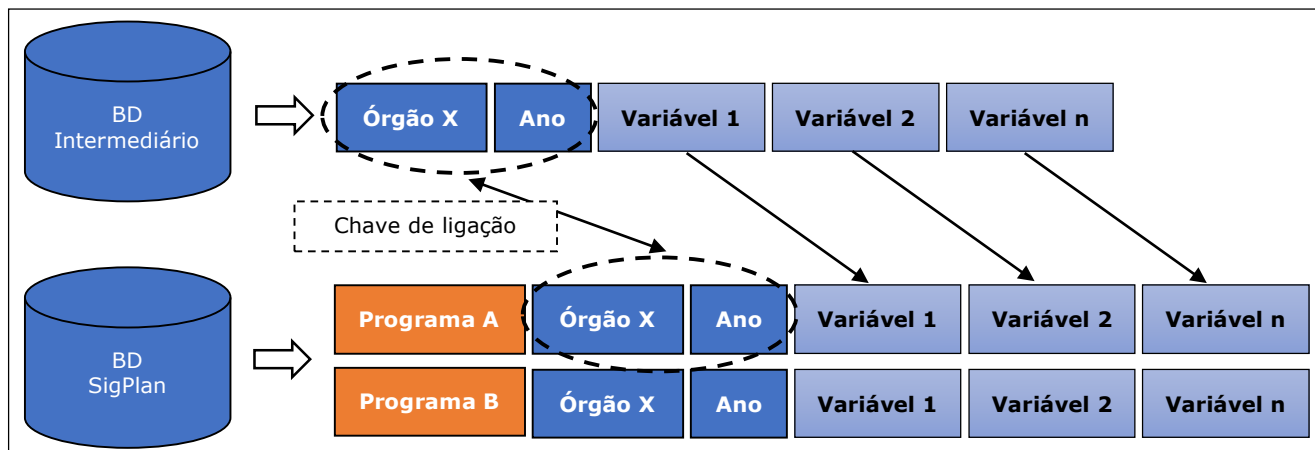 BD
Intermediário
Órgão X Ano Variável 1 Variável 2 Variável n
Chave de ligação
BD
SigPlan
Programa A Órgão X Ano Variável 1 Variável 2 Variável n
Programa B Órgão X Ano Variável 1 Variável 2 Variável n